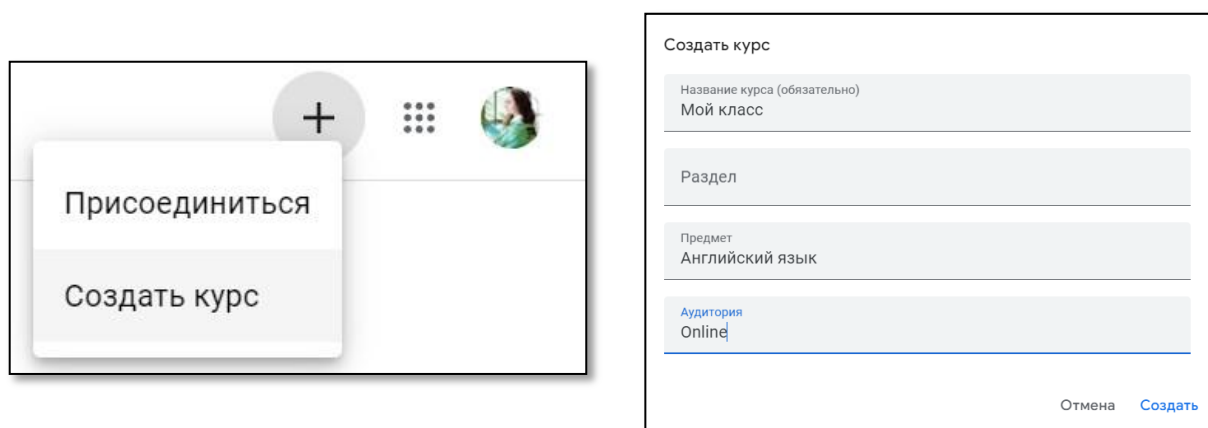 Присоединиться
Создать курс
Создать курс
Название курса (обязательно)
Мой класс
Раздел
Предмет
Английский язык
Аудитория
Online
Отмена Создать